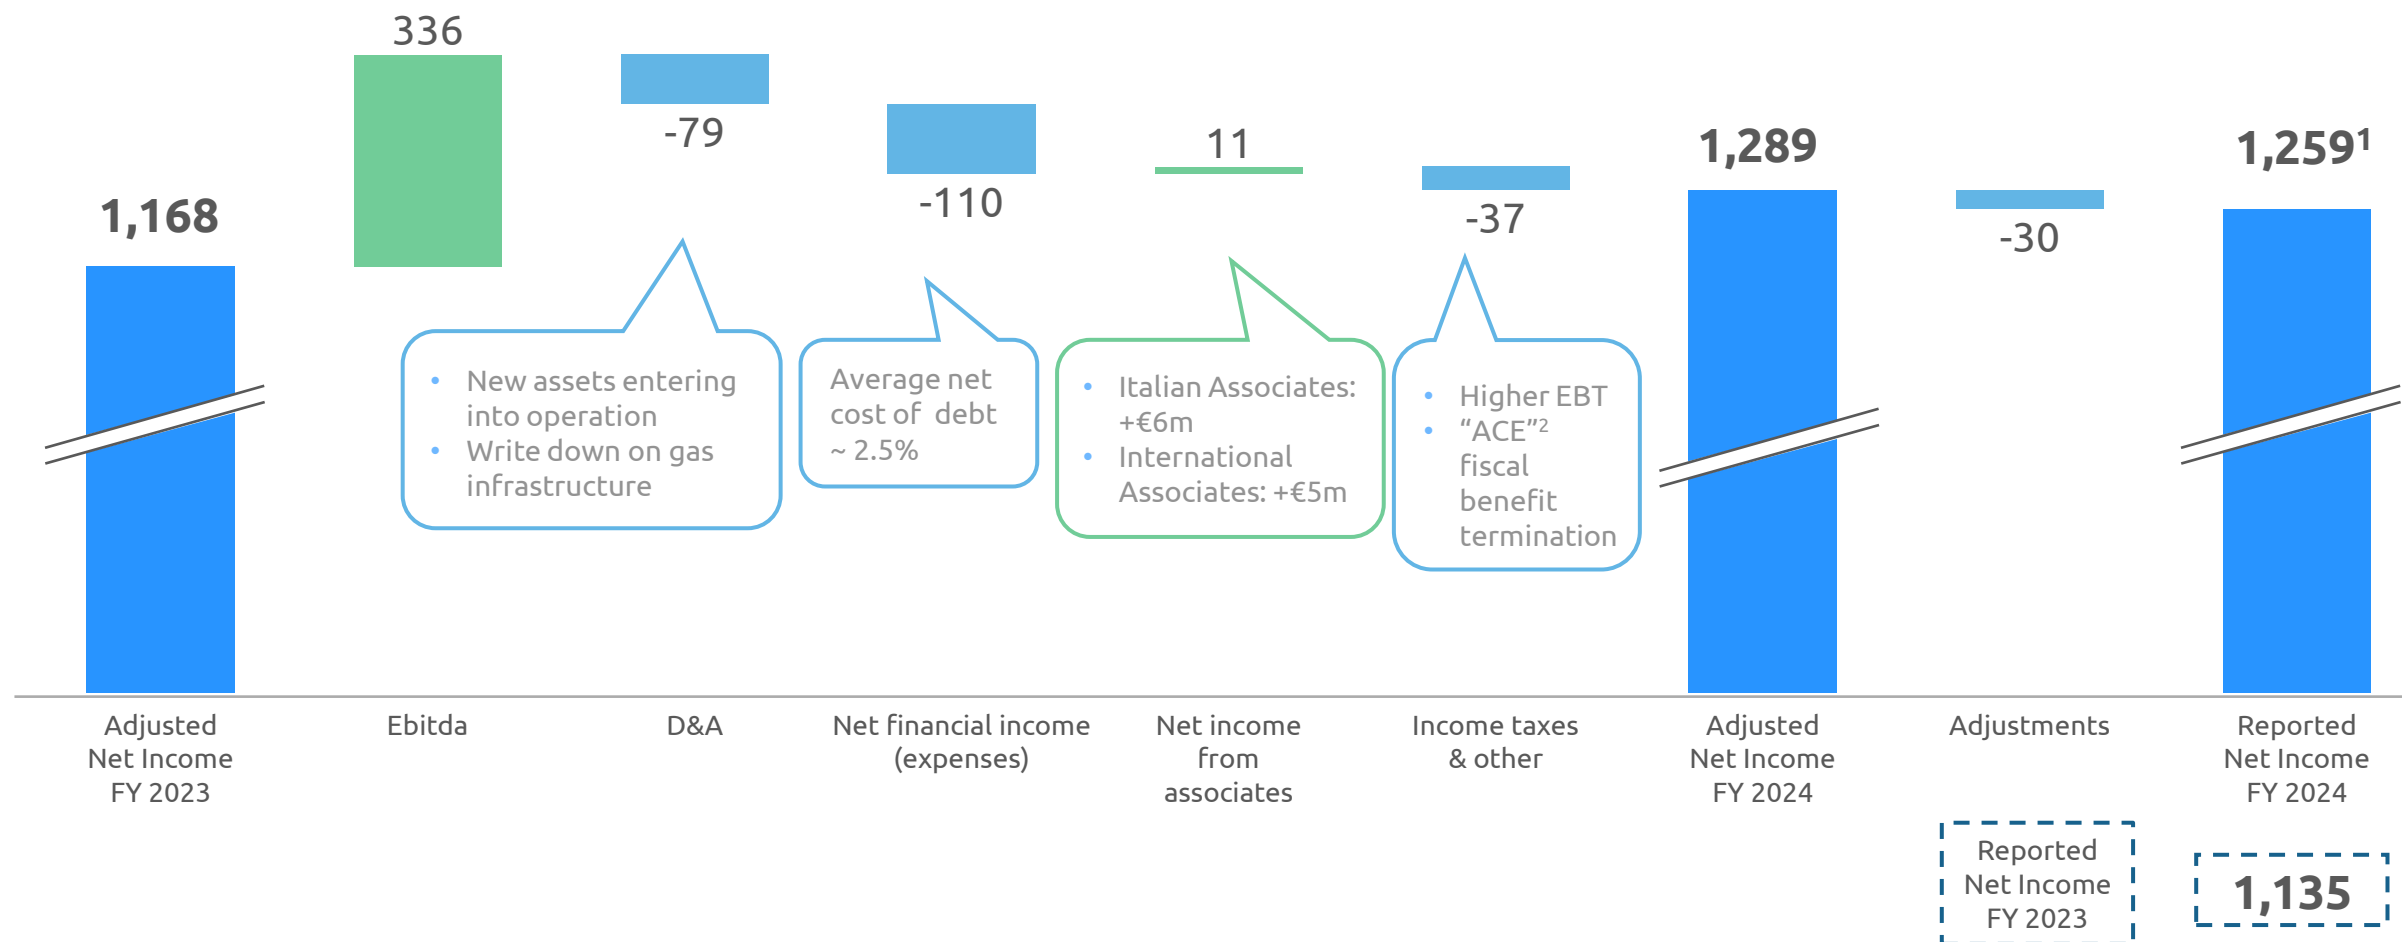 336
-79
-110
11
-37
1,168
1,289
-30
1,259¹
• New assets entering
into operation
• Write down on gas
infrastructure
Average net
cost of debt
~ 2.5%
• Italian Associates:
+€6m
• International
Associates: +€5m
• Higher EBT
• “ACE”²
fiscal
benefit
termination
Adjusted
Net Income
FY 2023
Ebitda
D&A
Net financial income
(expenses)
Net income
from
associates
Income taxes
& other
Adjusted
Net Income
FY 2024
Adjustments
Reported
Net Income
FY 2024
Reported
Net Income
FY 2023
1,135